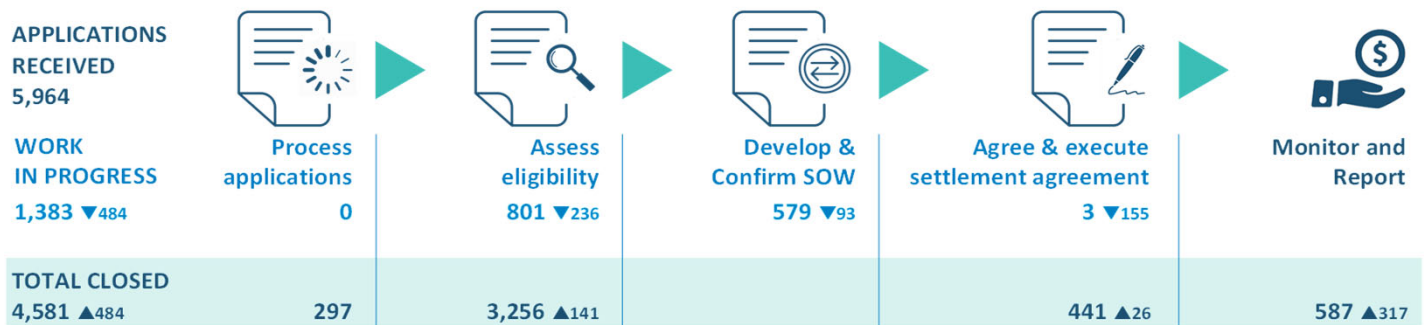 APPLICATIONS
RECEIVED
5,964
WORK
IN PROGRESS
1,383 ▼484
Process
applications
0
Assess
eligibility
801 ▼236
Develop &
Confirm SOW
579 ▼93
Agree & execute
settlement agreement
3 ▼155
$
Monitor and
Report
TOTAL CLOSED
4,581 ▲484
297
3,256 ▲141
441 ▲26
587 ▲317